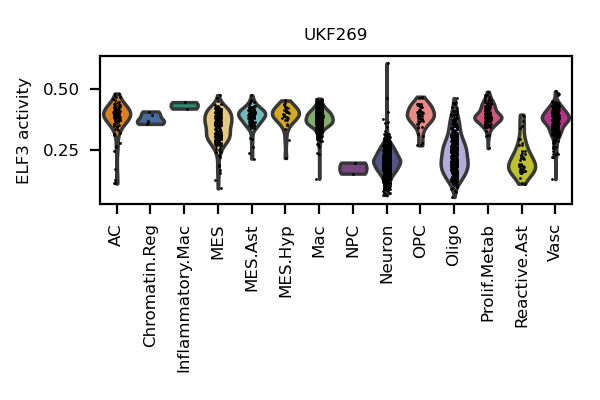 UKF269
ELF3 activity
0.50
0.25
AC
Chromatin.Reg
Inflammatory.Mac
MES
MES.Ast
MES.Hyp
Mac
NPC
Neuron
OPC
Oligo
Prolif.Metab
Reactive.Ast
Vasc